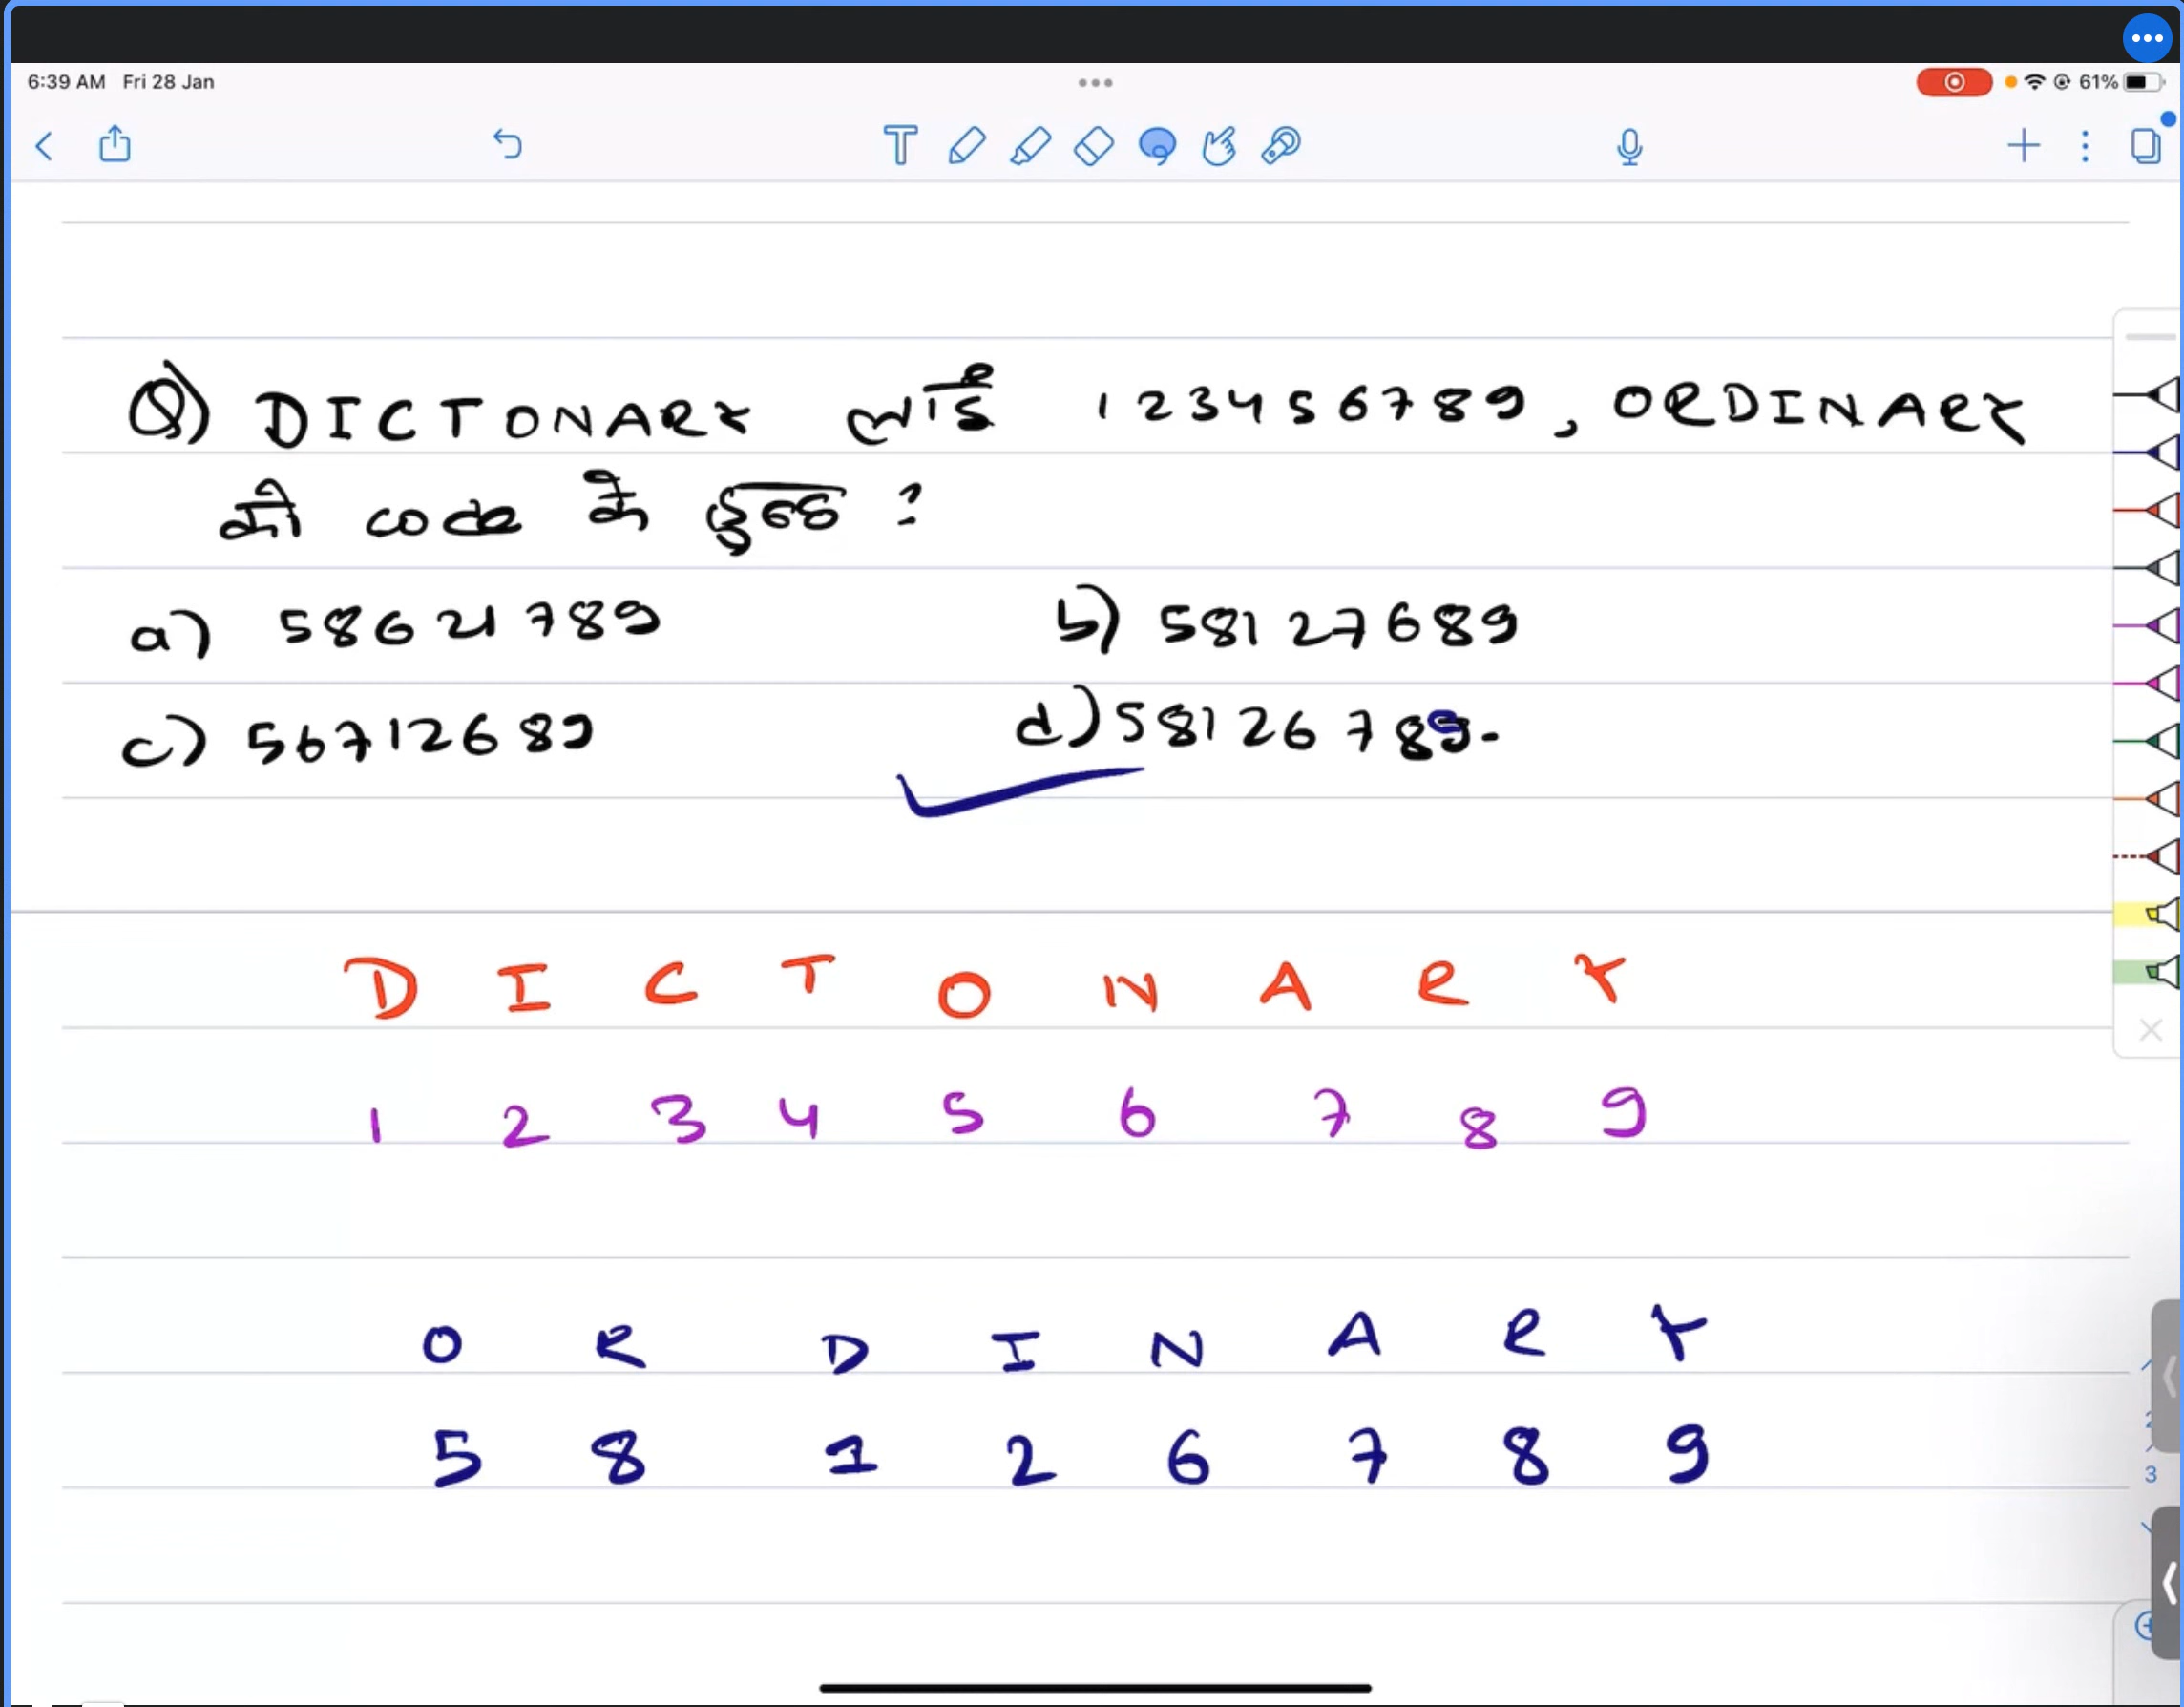 6:39 AM Fri 28 Jan
61%
Q) DICTONARY लाई 123456789, ORDINARY
को code के हुन्छ ?
a) 58621789
b) 58127689
c) 56712689
d) 58126789.
D I C T O N A R Y
1 2 3 4 5 6 7 8 9
O R D I N A R Y
5 8 1 2 6 7 8 9
3